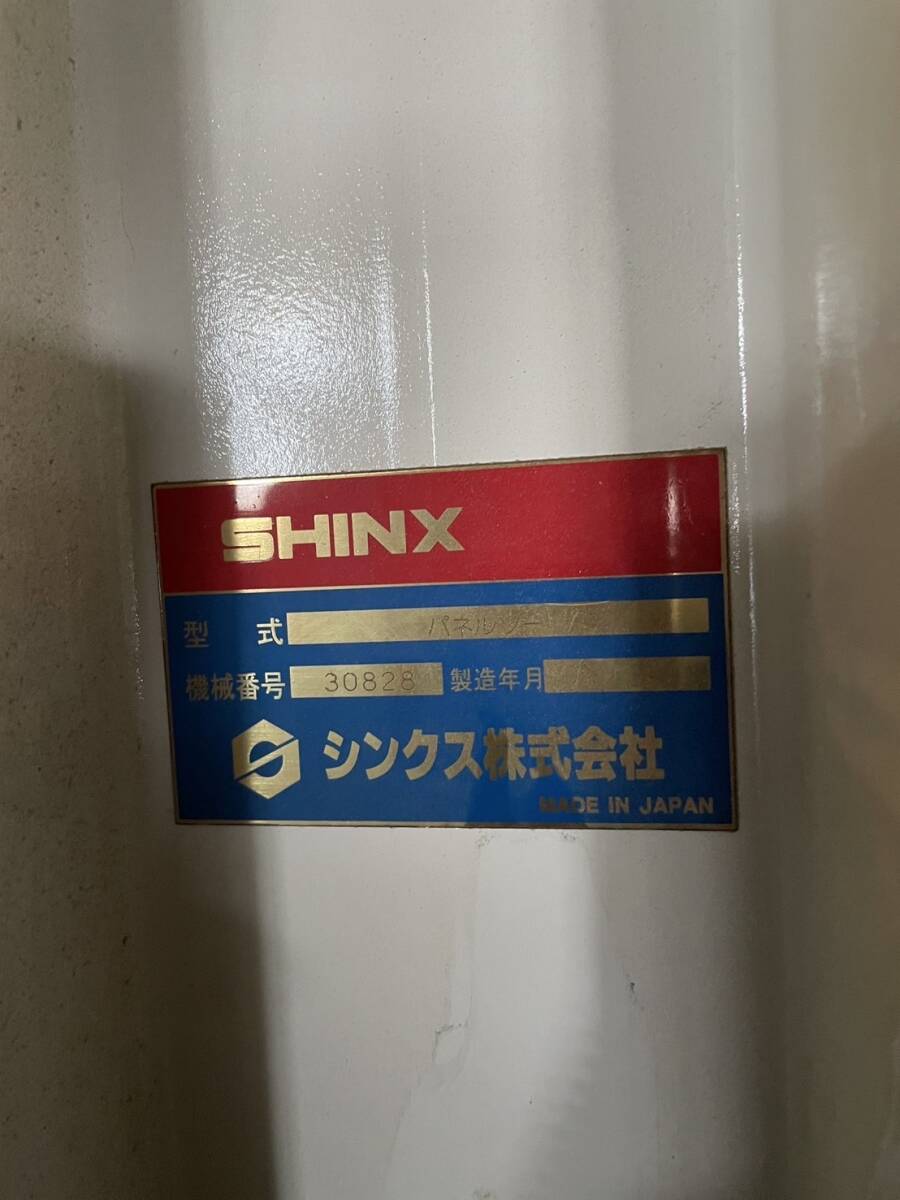 SHINX
型 式 パネルソー
機械番号 30828 製造年月
シンクス株式会社
MADE IN JAPAN